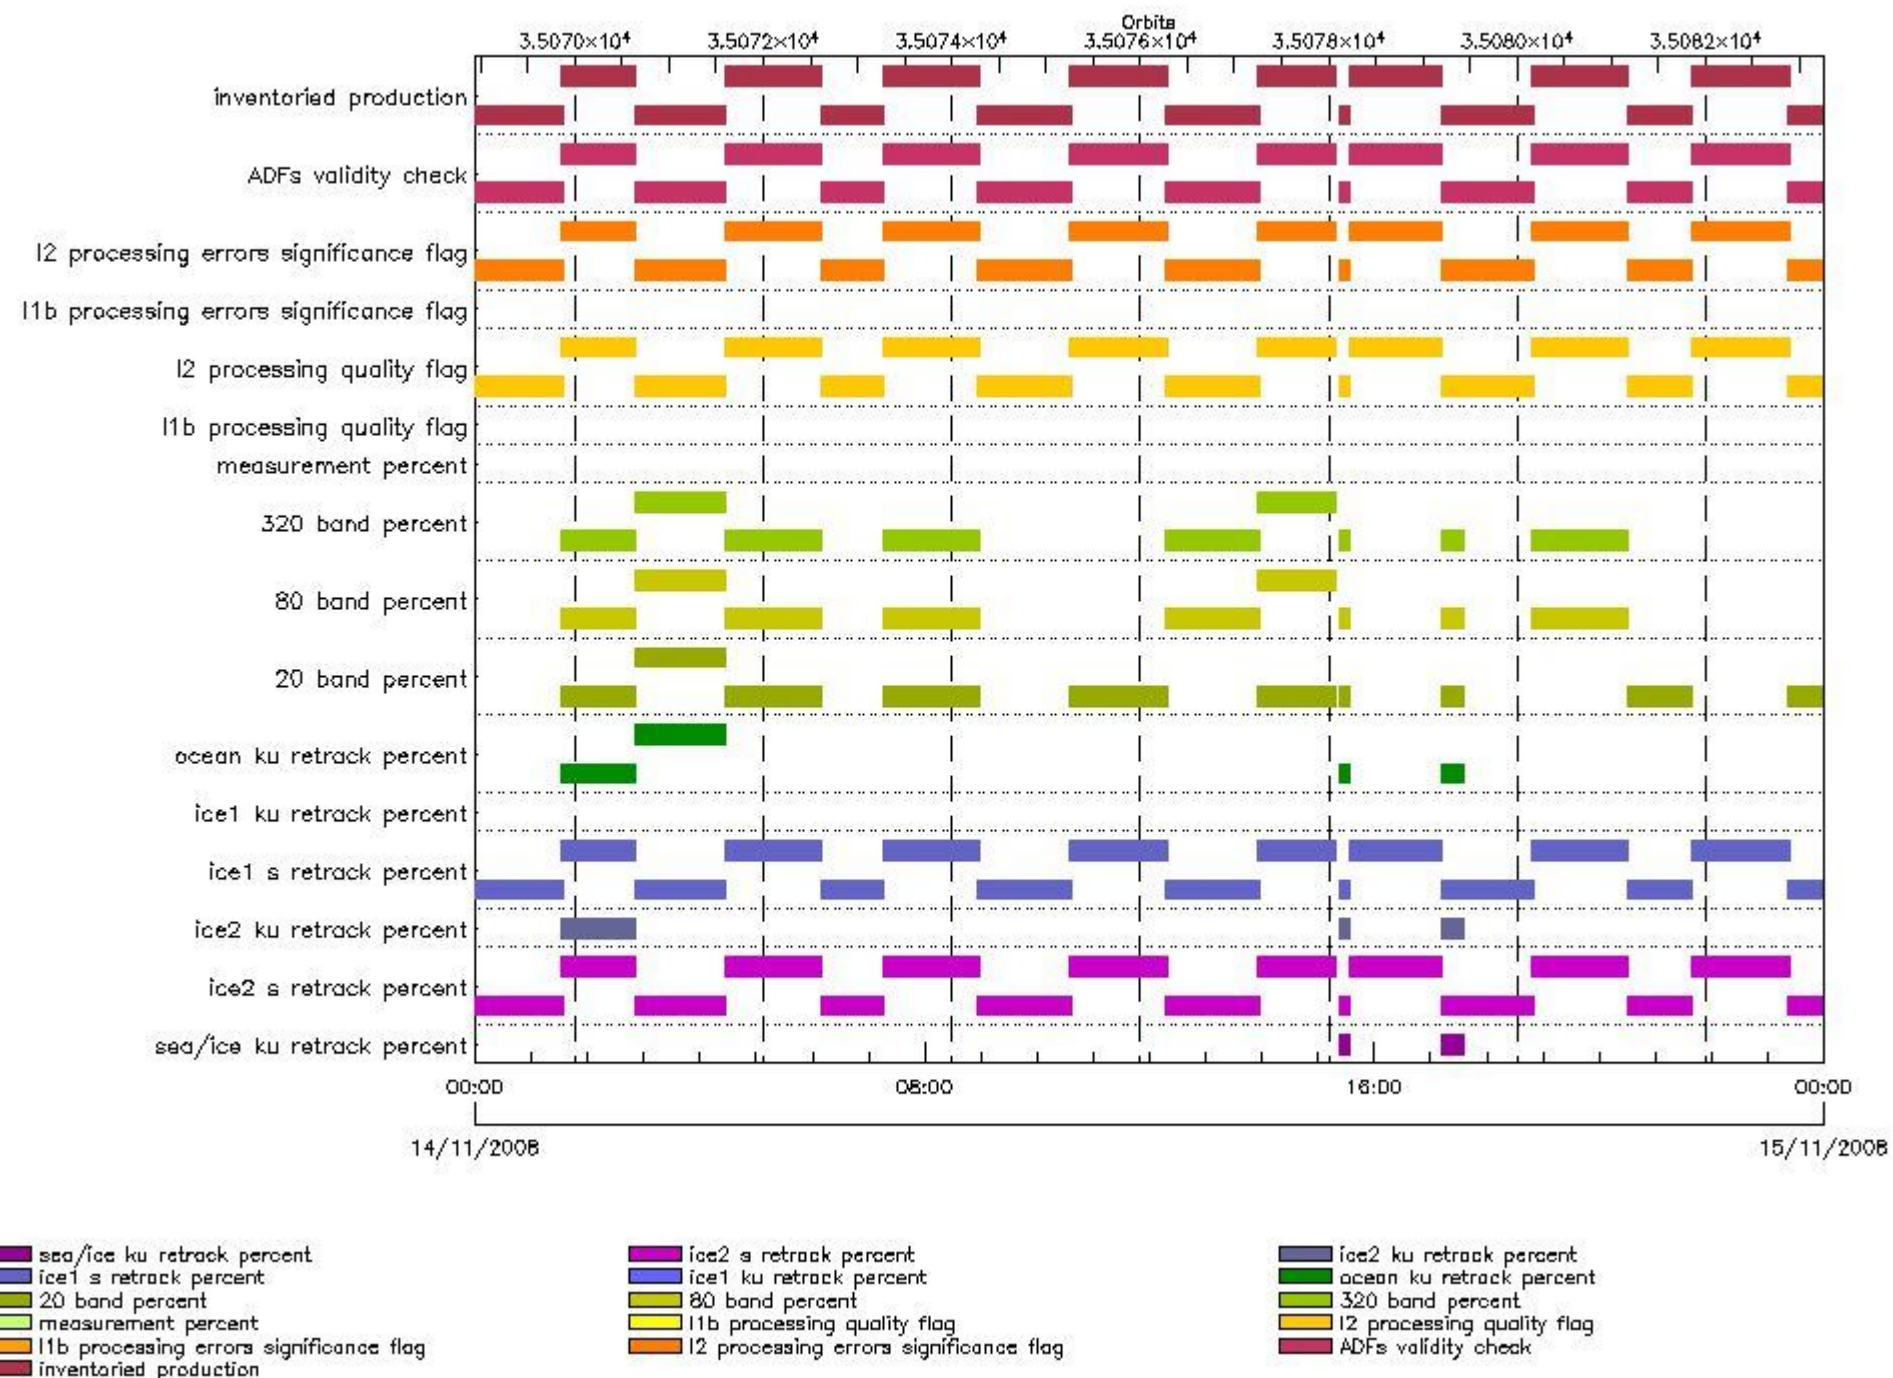 Orbits
3.5070×10⁴ 3.5072×10⁴ 3.5074×10⁴ 3.5076×10⁴ 3.5078×10⁴ 3.5080×10⁴ 3.5082×10⁴
inventoried production
ADFs validity check
l2 processing errors significance flag
l1b processing errors significance flag
l2 processing quality flag
l1b processing quality flag
measurement percent
320 band percent
80 band percent
20 band percent
ocean ku retrack percent
ice1 ku retrack percent
ice1 s retrack percent
ice2 ku retrack percent
ice2 s retrack percent
sea/ice ku retrack percent
00:00 08:00 16:00 00:00
14/11/2008 15/11/2008
sea/ice ku retrack percent ice2 s retrack percent ice2 ku retrack percent
ice1 s retrack percent ice1 ku retrack percent ocean ku retrack percent
20 band percent 80 band percent 320 band percent
measurement percent l1b processing quality flag l2 processing quality flag
l1b processing errors significance flag l2 processing errors significance flag ADFs validity check
inventoried production